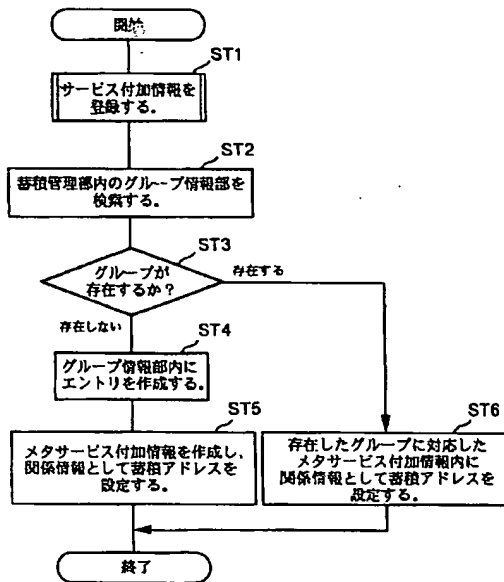 開始
ST1
サービス付加情報を
登録する。
ST2
蓄積管理部内のグループ情報部を
検索する。
ST3
グループが
存在するか？
存在する
存在しない
ST4
グループ情報部内に
エントリを作成する。
ST5
メタサービス付加情報を作成し、
関係情報として蓄積アドレスを
設定する。
ST6
存在したグループに対応した
メタサービス付加情報内に
関係情報として蓄積アドレスを
設定する。
終了